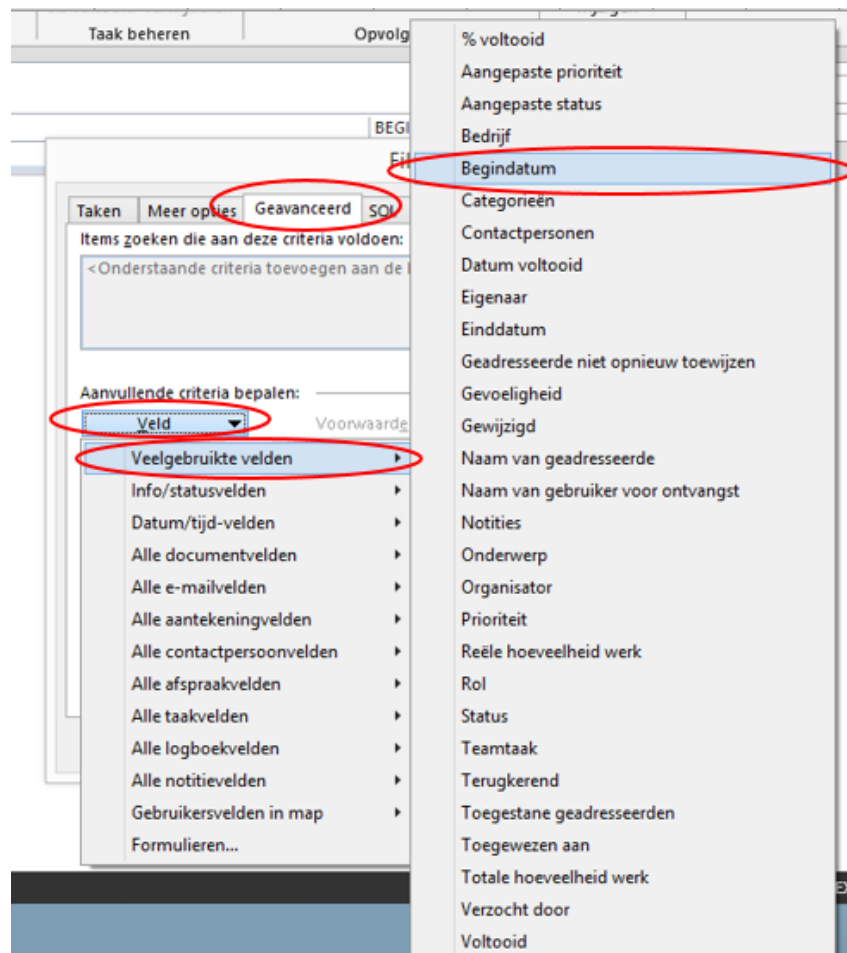 Taak beheren
Opvolg
BEGI
Fil
Taken Meer opties Geavanceerd SQL
Items zoeken die aan deze criteria voldoen:
<Onderstaande criteria toevoegen aan de l
Aanvullende criteria bepalen:
Veld Voorwaarde
Veelgebruikte velden
Info/statusvelden
Datum/tijd-velden
Alle documentvelden
Alle e-mailvelden
Alle aantekeningvelden
Alle contactpersoonvelden
Alle afspraakvelden
Alle taakvelden
Alle logboekvelden
Alle notitievelden
Gebruikersvelden in map
Formulieren...
% voltooid
Aangepaste prioriteit
Aangepaste status
Bedrijf
Begindatum
Categorieën
Contactpersonen
Datum voltooid
Eigenaar
Einddatum
Geadresseerde niet opnieuw toewijzen
Gevoeligheid
Gewijzigd
Naam van geadresseerde
Naam van gebruiker voor ontvangst
Notities
Onderwerp
Organisator
Prioriteit
Reële hoeveelheid werk
Rol
Status
Teamtaak
Terugkerend
Toegestane geadresseerden
Toegewezen aan
Totale hoeveelheid werk
Verzocht door
Voltooid